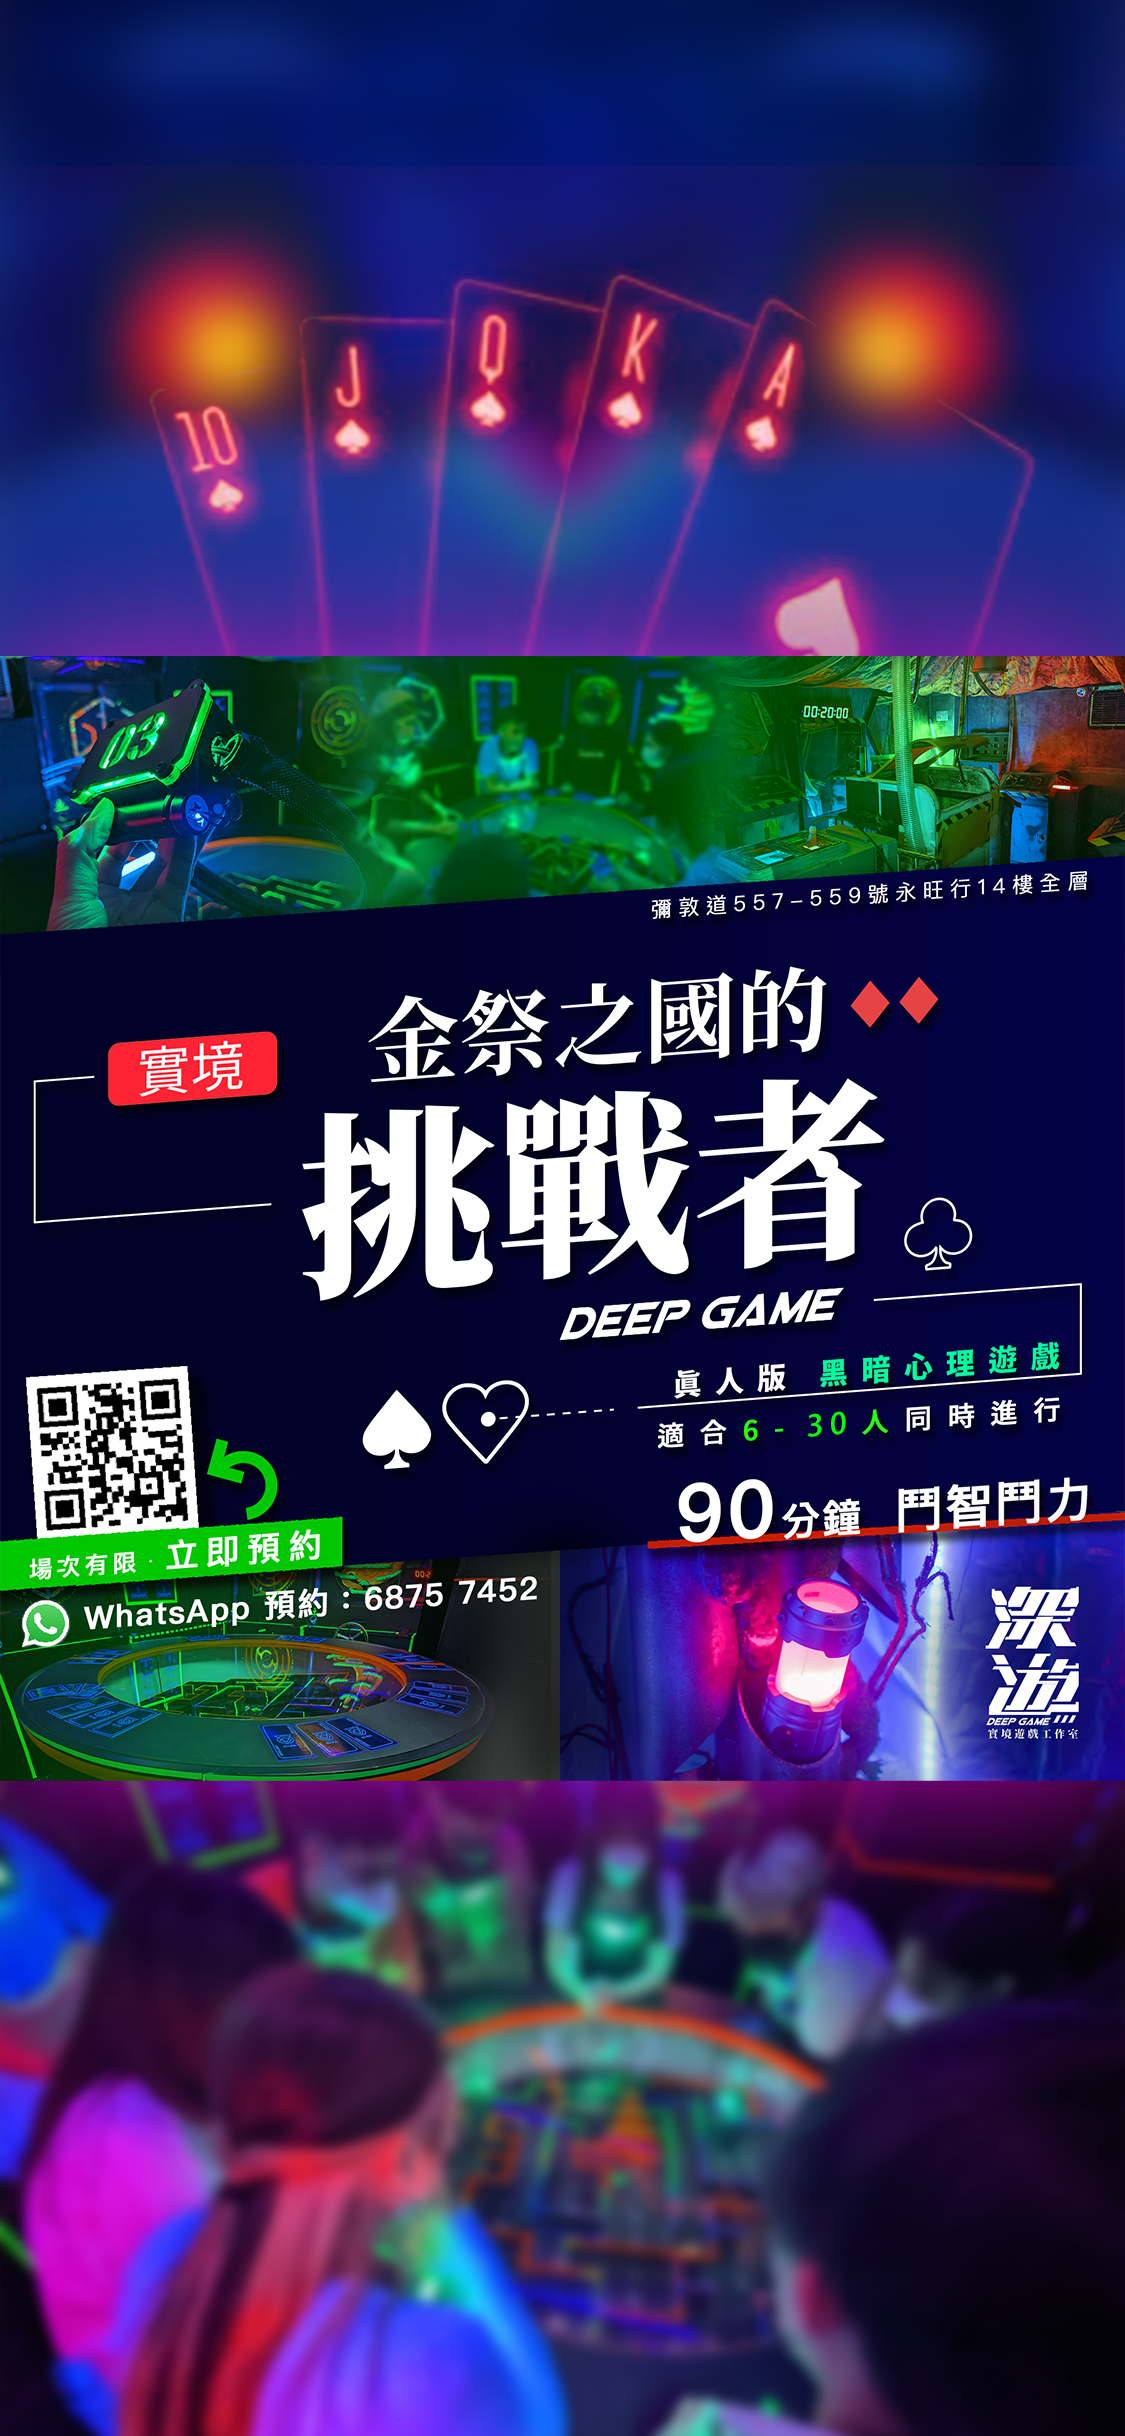 10
J
Q
K
A
03
00:20:00
彌敦道557-559號永旺行14樓全層
實境
金祭之國的
挑戰者
DEEP GAME
真人版 黑暗心理遊戲
適合6-30人同時進行
90分鐘 鬥智鬥力
場次有限·立即預約
WhatsApp 預約：6875 7452
深遊
DEEP GAME
實境遊戲工作室